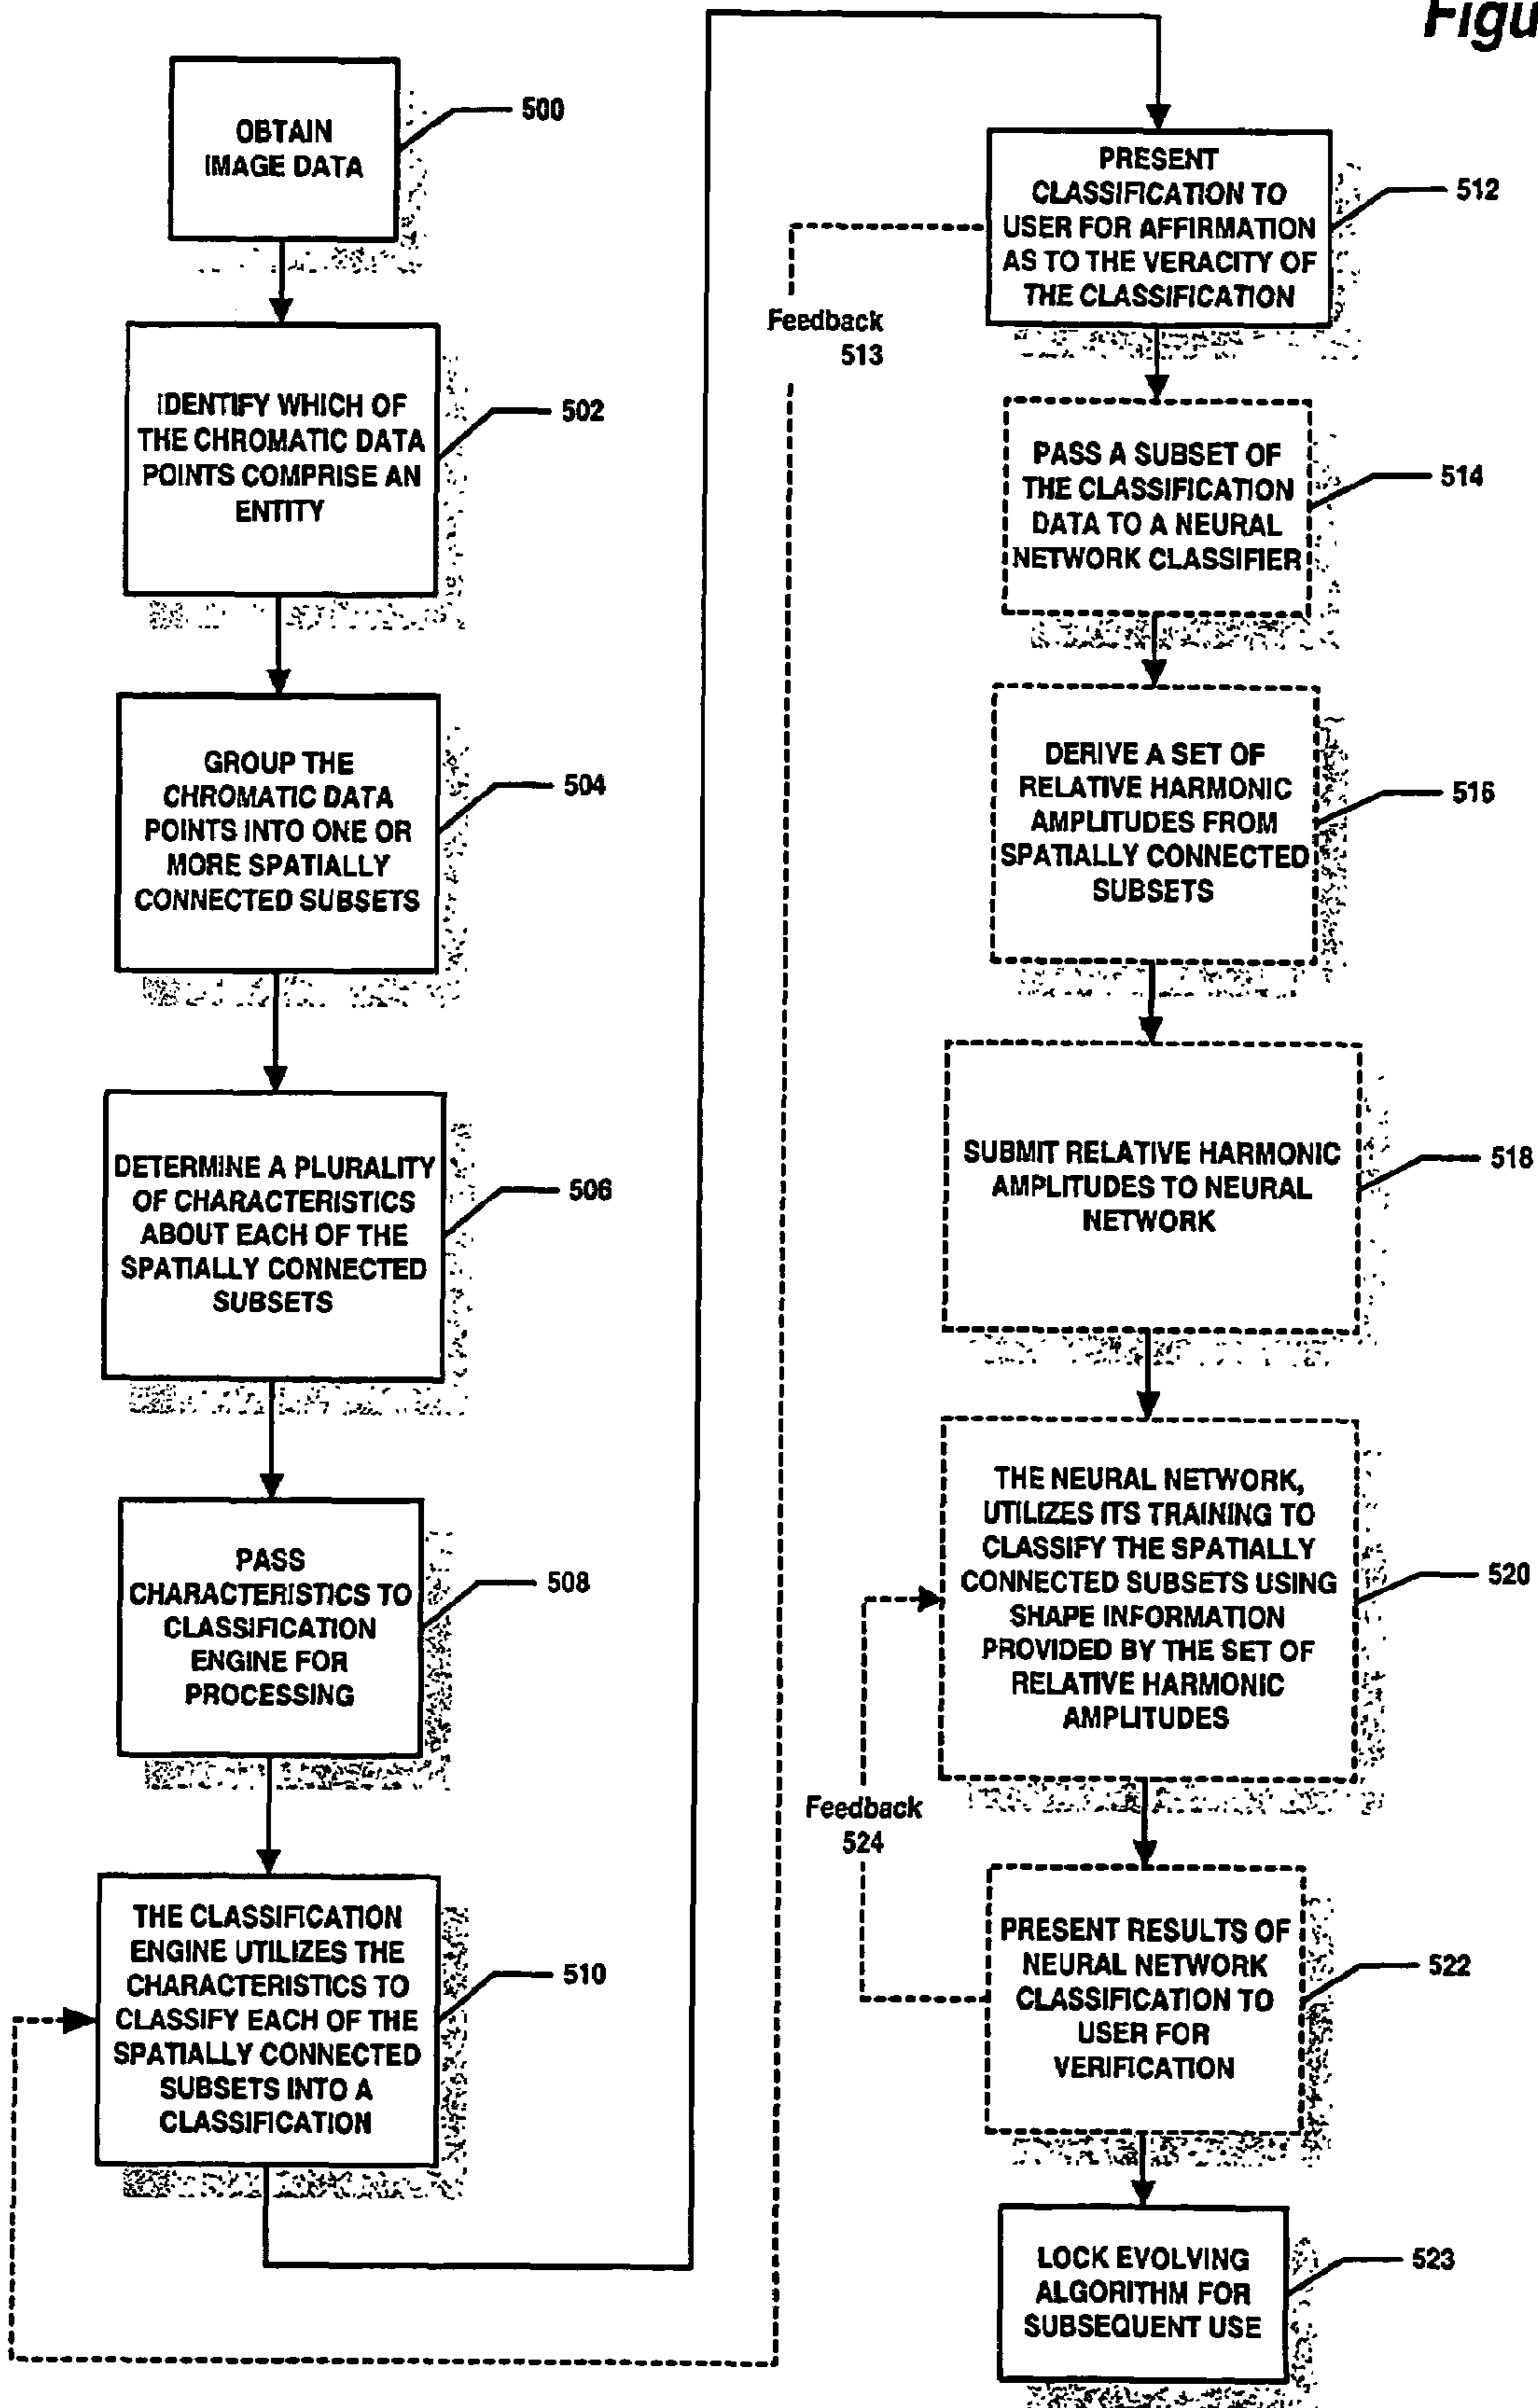 Figu
OBTAIN
IMAGE DATA
500
IDENTIFY WHICH OF
THE CHROMATIC DATA
POINTS COMPRISE AN
ENTITY
502
GROUP THE
CHROMATIC DATA
POINTS INTO ONE OR
MORE SPATIALLY
CONNECTED SUBSETS
504
DETERMINE A PLURALITY
OF CHARACTERISTICS
ABOUT EACH OF THE
SPATIALLY CONNECTED
SUBSETS
506
PASS
CHARACTERISTICS TO
CLASSIFICATION
ENGINE FOR
PROCESSING
508
THE CLASSIFICATION
ENGINE UTILIZES THE
CHARACTERISTICS TO
CLASSIFY EACH OF THE
SPATIALLY CONNECTED
SUBSETS INTO A
CLASSIFICATION
510
PRESENT
CLASSIFICATION TO
USER FOR AFFIRMATION
AS TO THE VERACITY OF
THE CLASSIFICATION
512
Feedback
513
PASS A SUBSET OF
THE CLASSIFICATION
DATA TO A NEURAL
NETWORK CLASSIFIER
514
DERIVE A SET OF
RELATIVE HARMONIC
AMPLITUDES FROM
SPATIALLY CONNECTED
SUBSETS
516
SUBMIT RELATIVE HARMONIC
AMPLITUDES TO NEURAL
NETWORK
518
THE NEURAL NETWORK,
UTILIZES ITS TRAINING TO
CLASSIFY THE SPATIALLY
CONNECTED SUBSETS USING
SHAPE INFORMATION
PROVIDED BY THE SET OF
RELATIVE HARMONIC
AMPLITUDES
520
Feedback
524
PRESENT RESULTS OF
NEURAL NETWORK
CLASSIFICATION TO
USER FOR
VERIFICATION
522
LOCK EVOLVING
ALGORITHM FOR
SUBSEQUENT USE
523